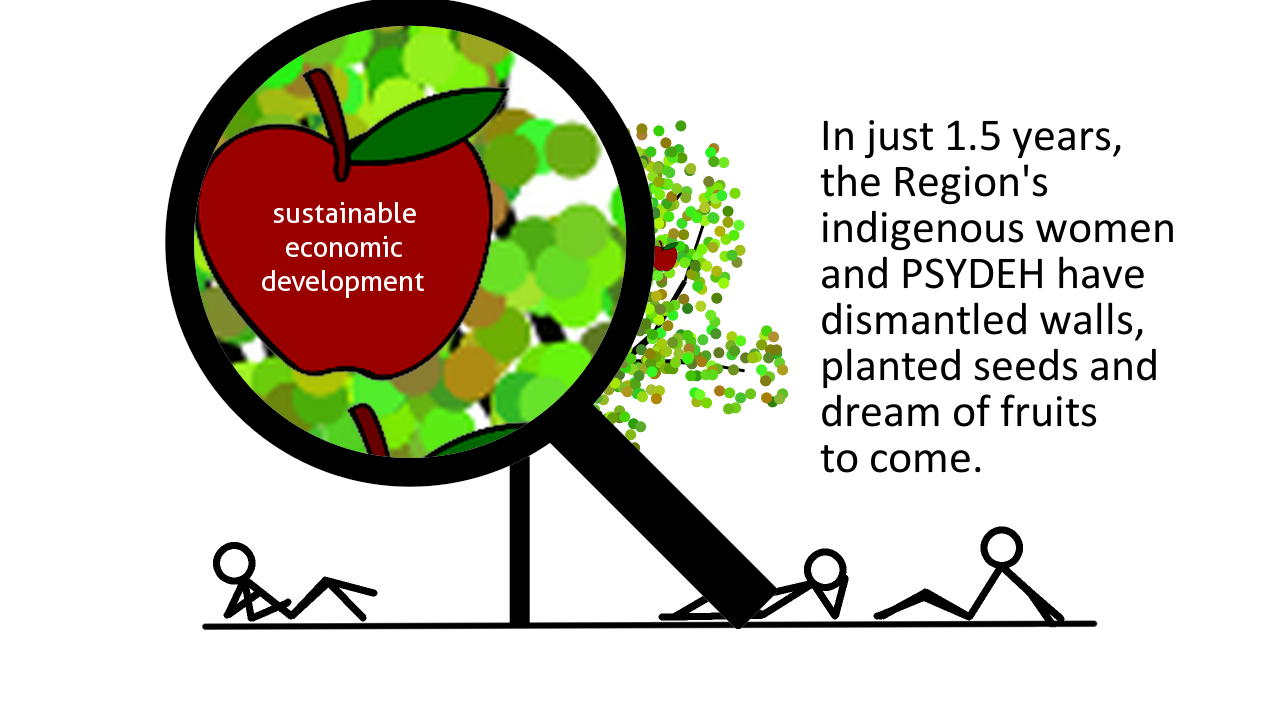 sustainable
economic
development
In just 1.5 years,
the Region's
indigenous women
and PSYDEH have
dismantled walls,
planted seeds and
dream of fruits
to come.